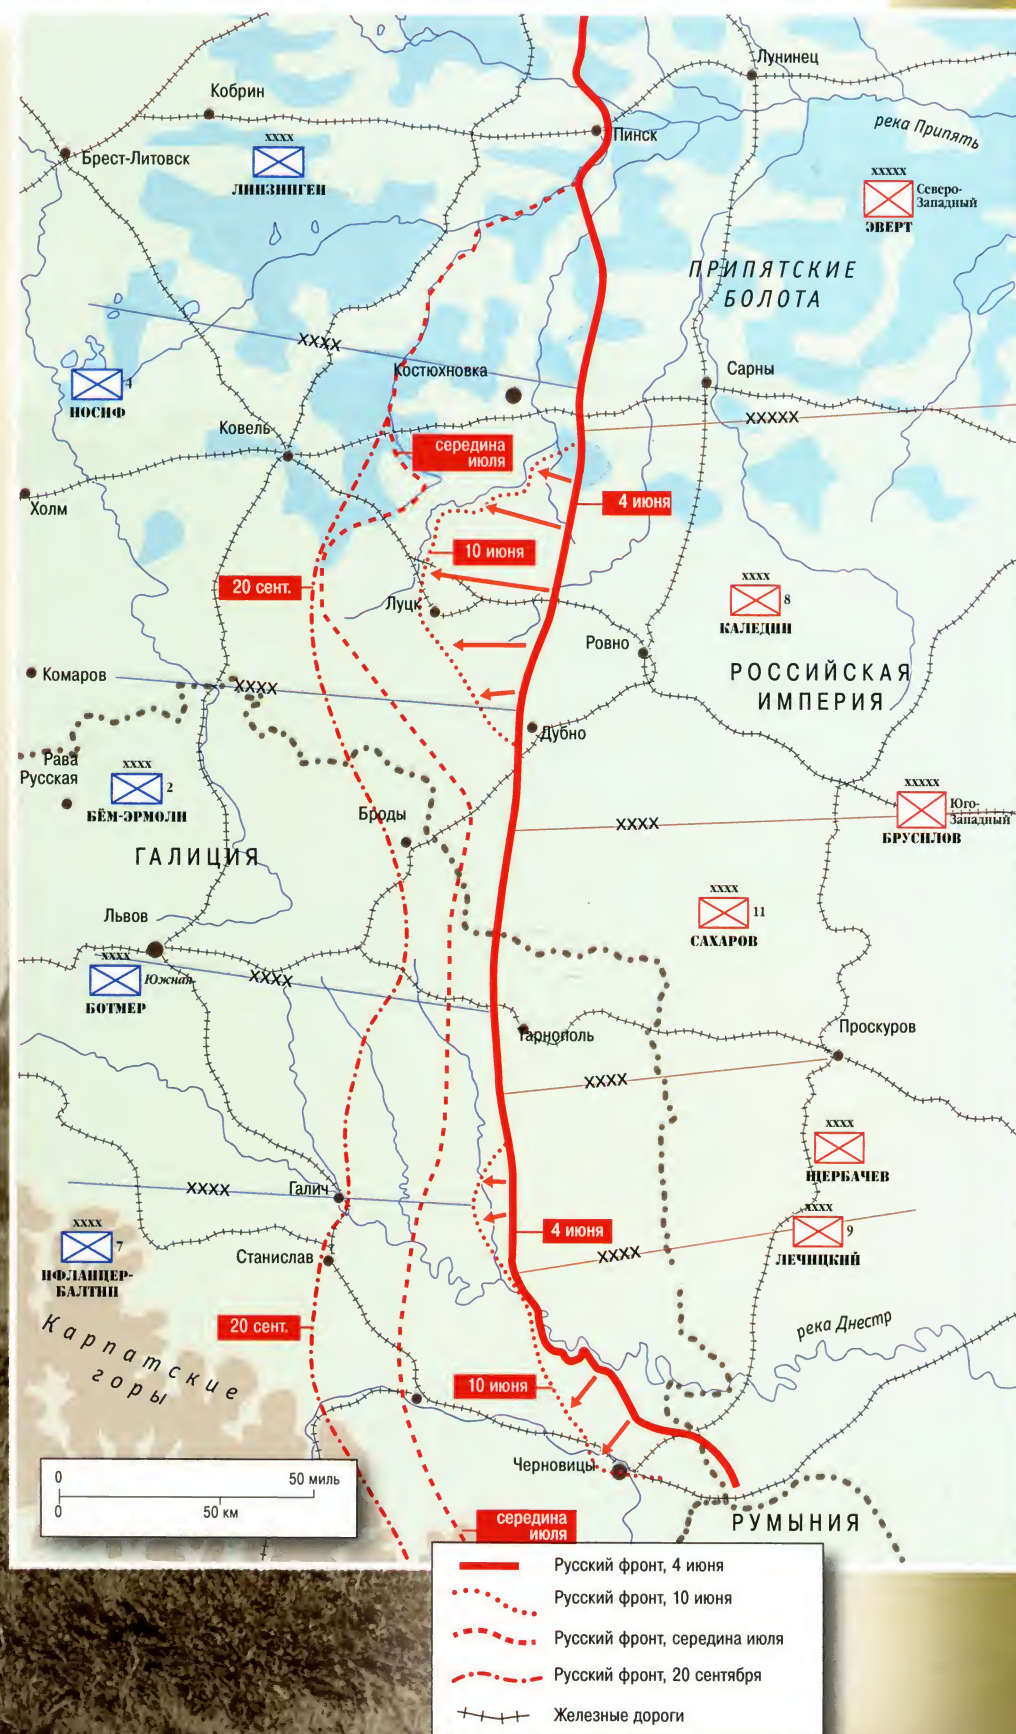 Лунинец
Кобрин
Пинск
река Припять
XXXX
Брест-Литовск
ЛИНЗИНГЕН
XXXXX
Северо-
Западный
ЭВЕРТ
ПРИПЯТСКИЕ
БОЛОТА
XXXX
Костюхновка
Сарны
4
ИОСИФ
XXXXX
Ковель
середина
июля
Холм
4 июня
10 июня
20 сент.
XXXX
8
КАЛЕДИН
Луцк
Ровно
РОССИЙСКАЯ
ИМПЕРИЯ
Комаров
XXXX
Дубно
Рава
Русская
XXXX
2
БЁМ-ЭРМОЛИ
XXXXX
Юго-
Западный
БРУСИЛОВ
Броды
XXXX
ГАЛИЦИЯ
XXXX
11
САХАРОВ
Львов
XXXX
Южная
БОТМЕР
XXXX
Тарнополь
Проскуров
XXXX
XXXX
ЩЕРБАЧЕВ
XXXX
Галич
XXXX
9
ЛЕЧИЦКИЙ
XXXX
7
ПФЛАНЦЕР-
БАЛТИН
4 июня
Станислав
XXXX
20 сент.
река Днестр
Карпатские
горы
10 июня
Черновицы
0
50 миль
0
50 км
середина
июля
РУМЫНИЯ
Русский фронт, 4 июня
Русский фронт, 10 июня
Русский фронт, середина июля
Русский фронт, 20 сентября
Железные дороги